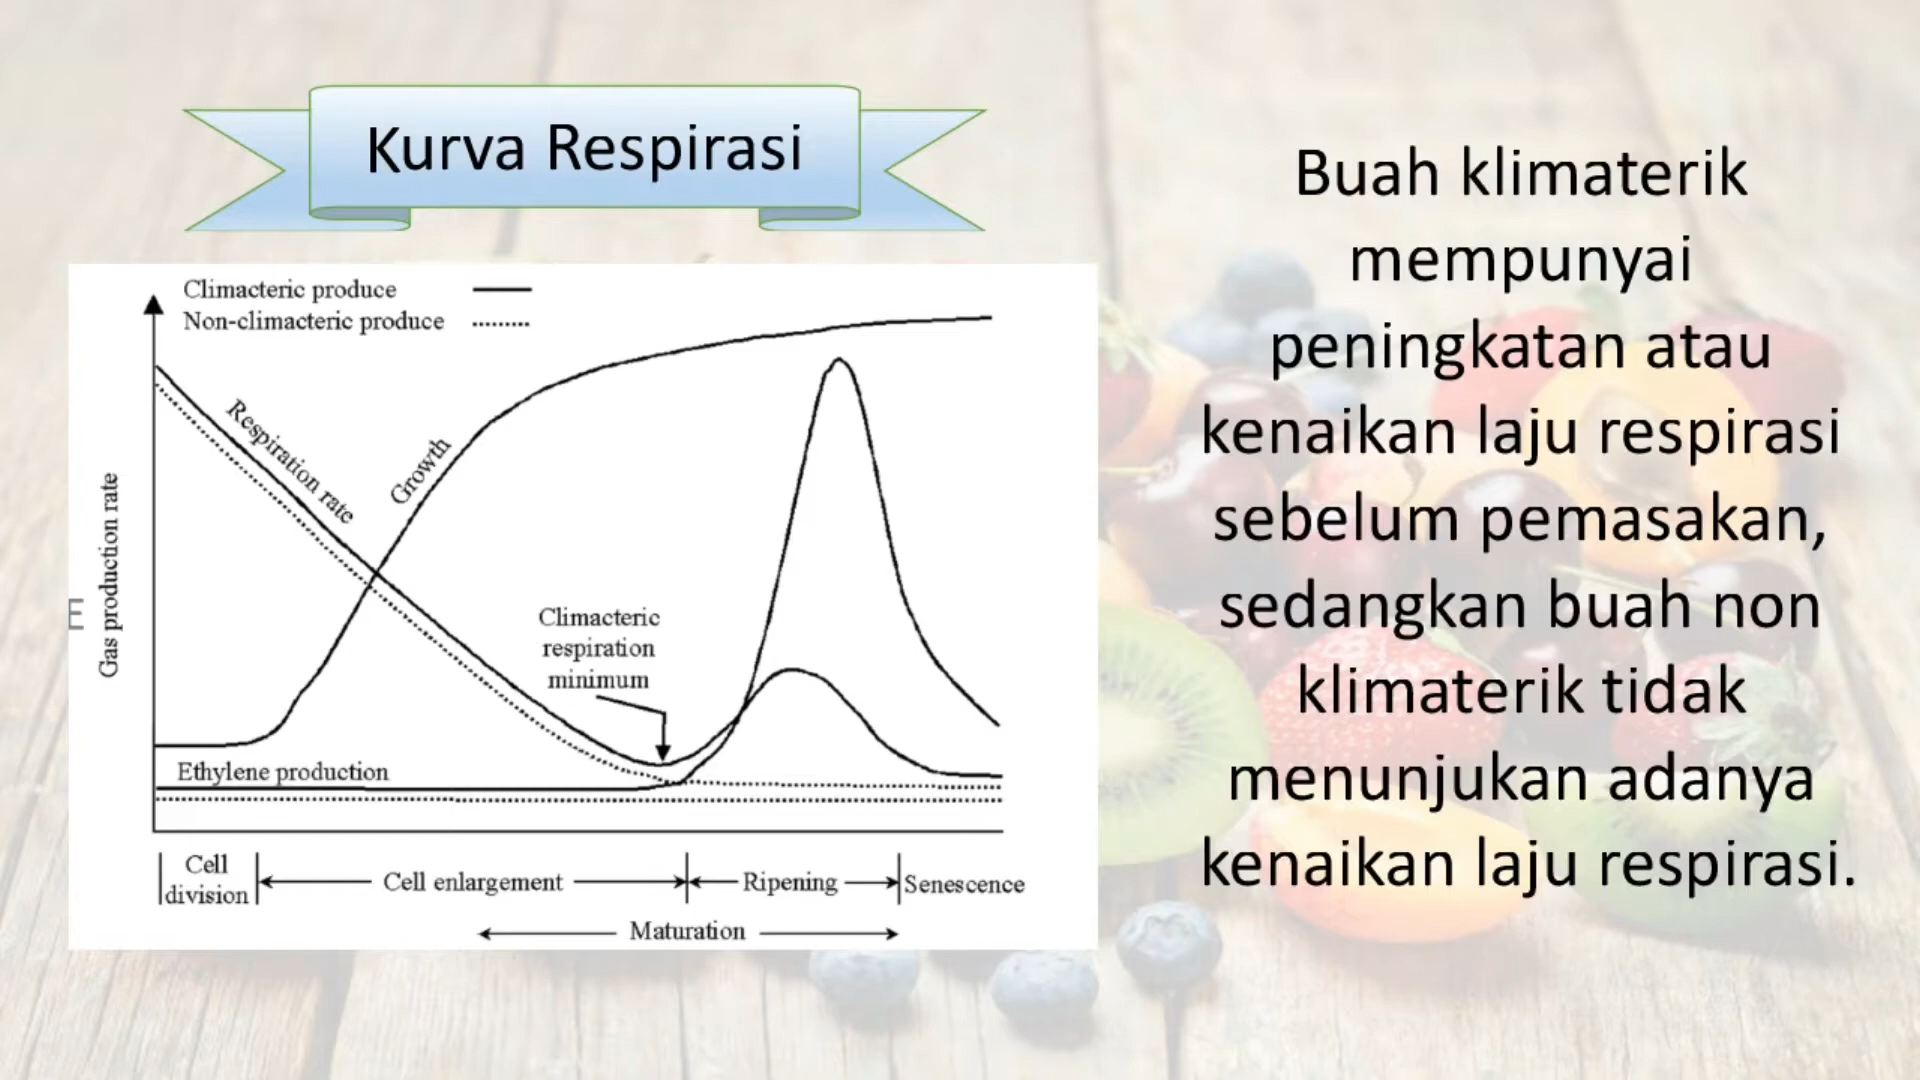 Kurva Respirasi
Climacteric produce
Non-climacteric produce
Gas production rate
Respiration rate
Growth
Climacteric
respiration
minimum
Ethylene production
Cell
division
Cell enlargement
Ripening
Senescence
Maturation
Buah klimaterik
mempunyai
peningkatan atau
kenaikan laju respirasi
sebelum pemasakan,
sedangkan buah non
klimaterik tidak
menunjukan adanya
kenaikan laju respirasi.